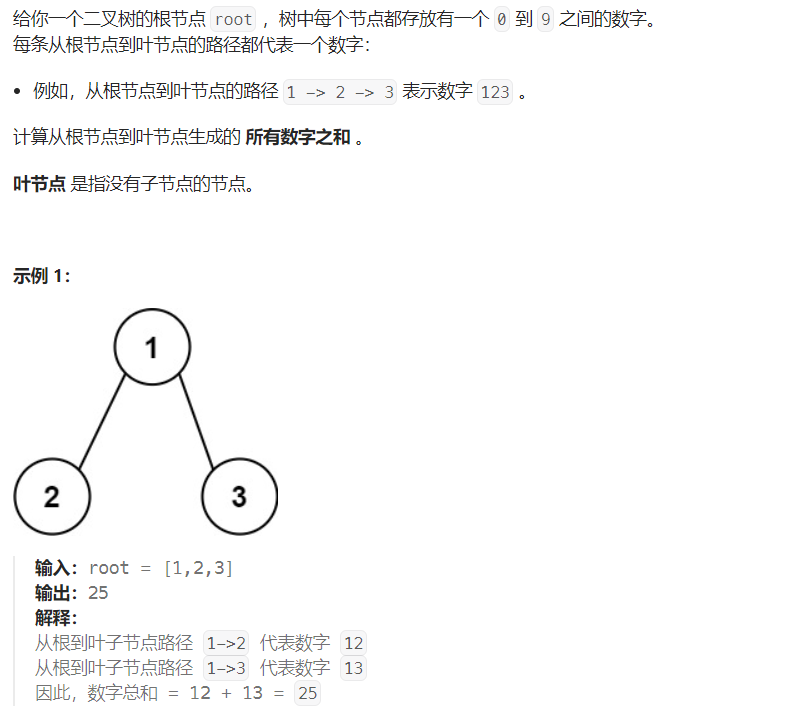 给你一个二叉树的根节点 root ，树中每个节点都存放有一个 0 到 9 之间的数字。
每条从根节点到叶节点的路径都代表一个数字：
• 例如，从根节点到叶节点的路径 1 -> 2 -> 3 表示数字 123 。
计算从根节点到叶节点生成的 所有数字之和 。
叶节点 是指没有子节点的节点。
示例 1：
1
2 3
输入：root = [1,2,3]
输出：25
解释：
从根到叶子节点路径 1->2 代表数字 12
从根到叶子节点路径 1->3 代表数字 13
因此，数字总和 = 12 + 13 = 25